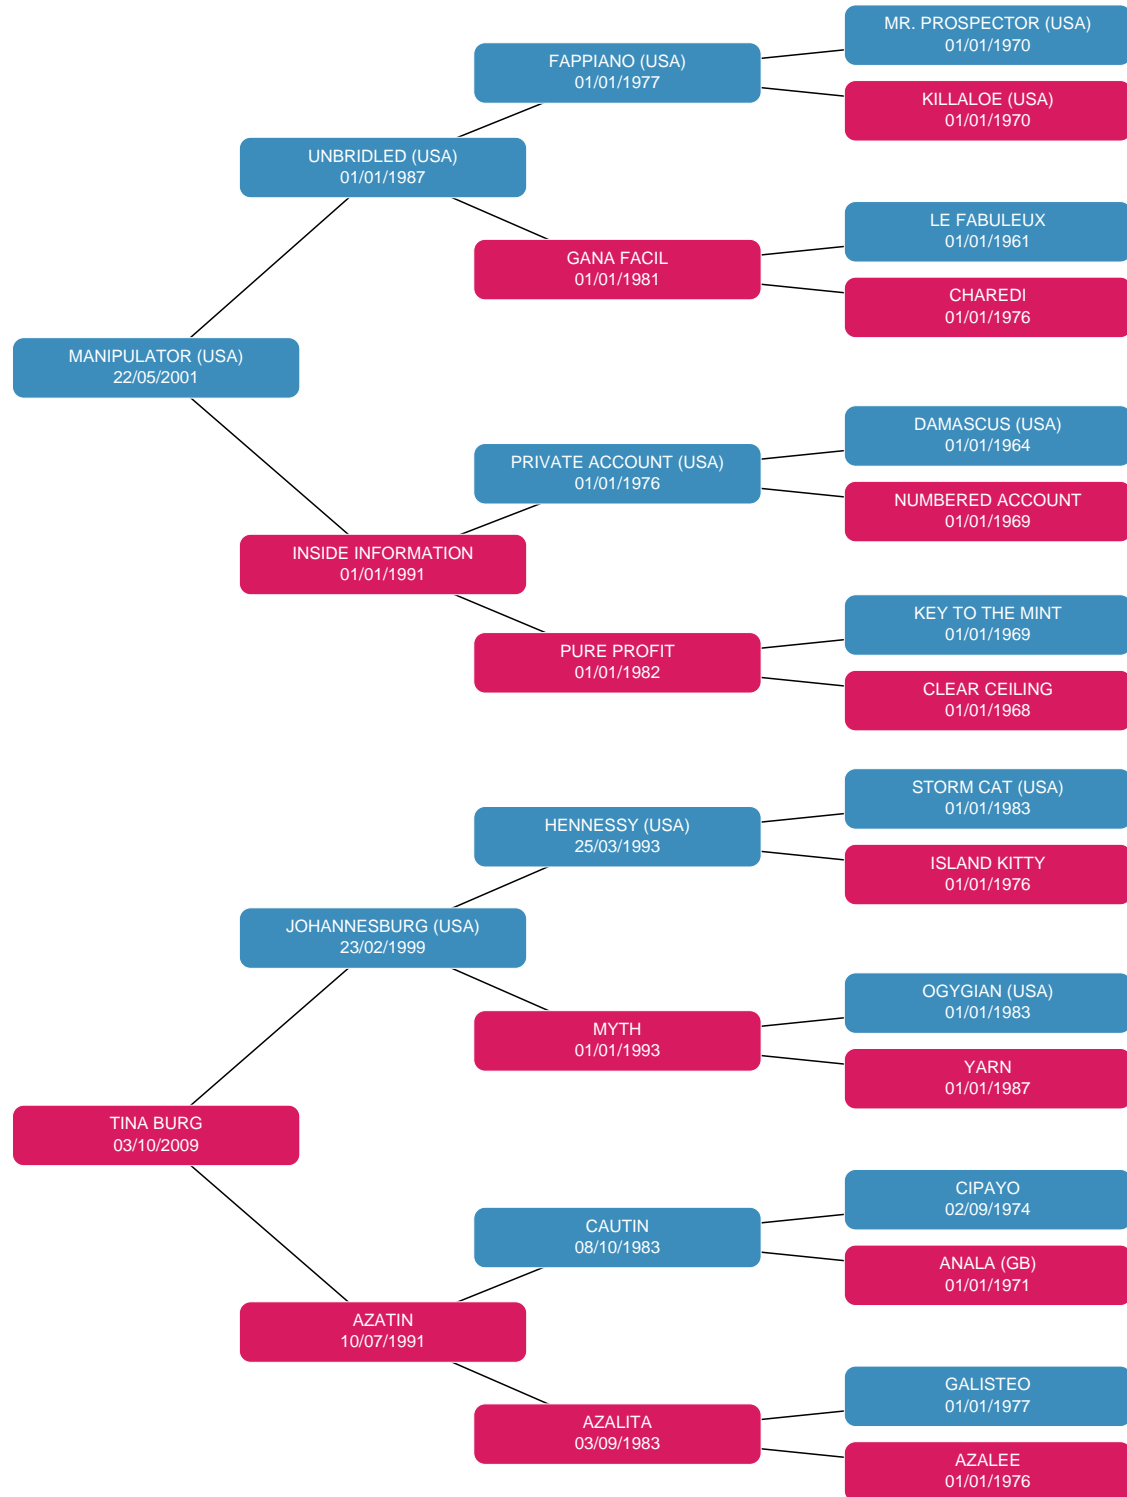 MR. PROSPECTOR (USA)
01/01/1970
FAPPIANO (USA)
01/01/1977
KILLALOE (USA)
01/01/1970
UNBRIDLED (USA)
01/01/1987
LE FABULEUX
01/01/1961
GANA FACIL
01/01/1981
CHAREDI
01/01/1976
MANIPULATOR (USA)
22/05/2001
DAMASCUS (USA)
01/01/1964
PRIVATE ACCOUNT (USA)
01/01/1976
NUMBERED ACCOUNT
01/01/1969
INSIDE INFORMATION
01/01/1991
KEY TO THE MINT
01/01/1969
PURE PROFIT
01/01/1982
CLEAR CEILING
01/01/1968
STORM CAT (USA)
01/01/1983
HENNESSY (USA)
25/03/1993
ISLAND KITTY
01/01/1976
JOHANNESBURG (USA)
23/02/1999
OGYGIAN (USA)
01/01/1983
MYTH
01/01/1993
YARN
01/01/1987
TINA BURG
03/10/2009
CIPAYO
02/09/1974
CAUTIN
08/10/1983
ANALA (GB)
01/01/1971
AZATIN
10/07/1991
GALISTEO
01/01/1977
AZALITA
03/09/1983
AZALEE
01/01/1976